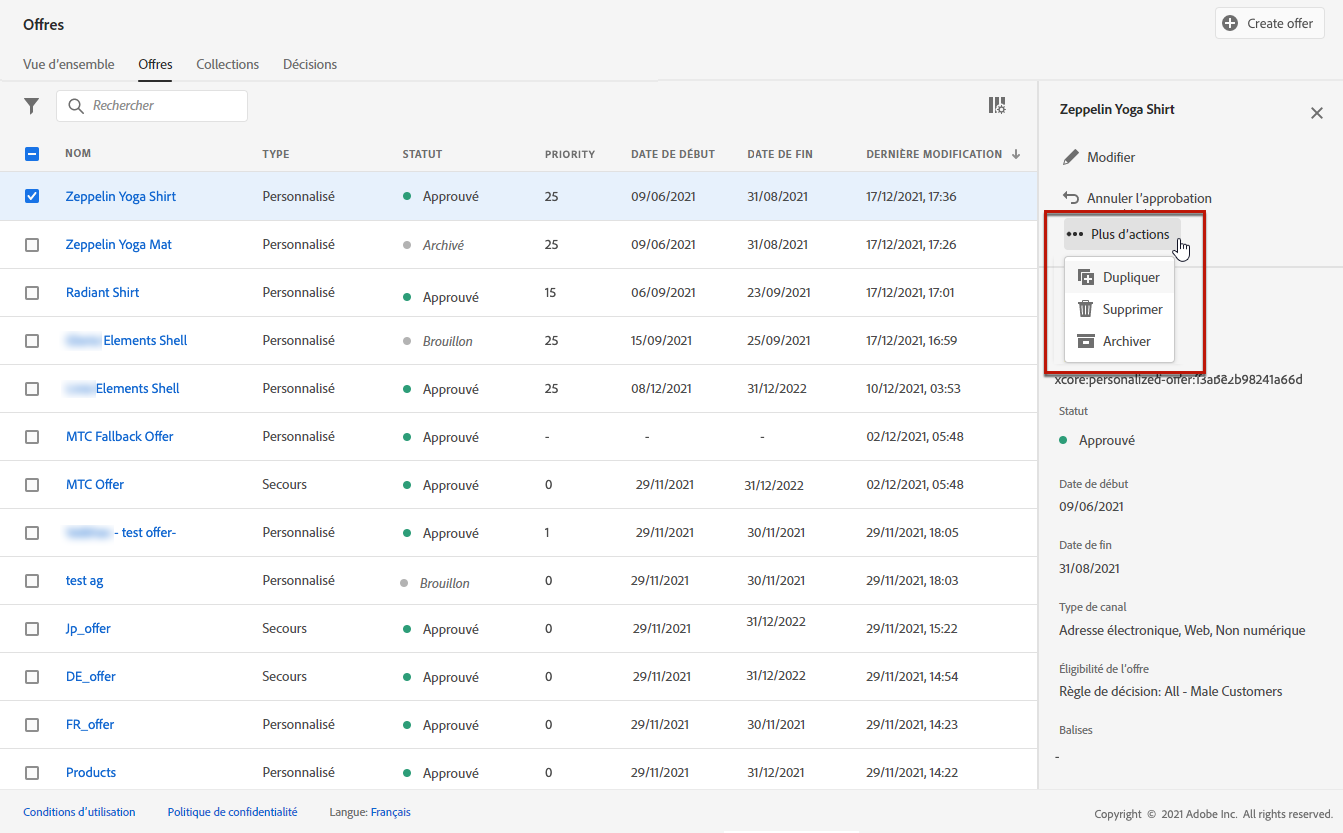 Offres
Create offer
Vue d'ensemble Offres Collections Décisions
Rechercher
NOM TYPE STATUT PRIORITY DATE DE DÉBUT DATE DE FIN DERNIÈRE MODIFICATION
Zeppelin Yoga Shirt Personnalisé Approuvé 25 09/06/2021 31/08/2021 17/12/2021, 17:36
Zeppelin Yoga Mat Personnalisé Archivé 25 09/06/2021 31/08/2021 17/12/2021, 17:26
Radiant Shirt Personnalisé Approuvé 15 06/09/2021 23/09/2021 17/12/2021, 17:01
Elements Shell Personnalisé Brouillon 25 15/09/2021 25/09/2021 17/12/2021, 16:59
Elements Shell Personnalisé Approuvé 25 08/12/2021 31/12/2022 10/12/2021, 03:53
MTC Fallback Offer Personnalisé Approuvé - - - 02/12/2021, 05:48
MTC Offer Secours Approuvé 0 29/11/2021 31/12/2022 02/12/2021, 05:48
- test offer- Personnalisé Approuvé 1 29/11/2021 30/11/2021 29/11/2021, 18:05
test ag Personnalisé Brouillon 0 29/11/2021 30/11/2021 29/11/2021, 18:03
Jp_offer Secours Approuvé 0 29/11/2021 31/12/2022 29/11/2021, 15:22
DE_offer Secours Approuvé 0 29/11/2021 31/12/2022 29/11/2021, 14:54
FR_offer Personnalisé Approuvé 0 29/11/2021 30/11/2021 29/11/2021, 14:23
Products Personnalisé Approuvé 0 29/11/2021 31/12/2021 29/11/2021, 14:22
Zeppelin Yoga Shirt
Modifier
Annuler l'approbation
Plus d'actions
Dupliquer
Supprimer
Archiver
Statut
Approuvé
Date de début
09/06/2021
Date de fin
31/08/2021
Type de canal
Adresse électronique, Web, Non numérique
Éligibilité de l'offre
Règle de décision: All - Male Customers
Balises
-
Conditions d'utilisation Politique de confidentialité Langue: Français
Copyright © 2021 Adobe Inc. All rights reserved.